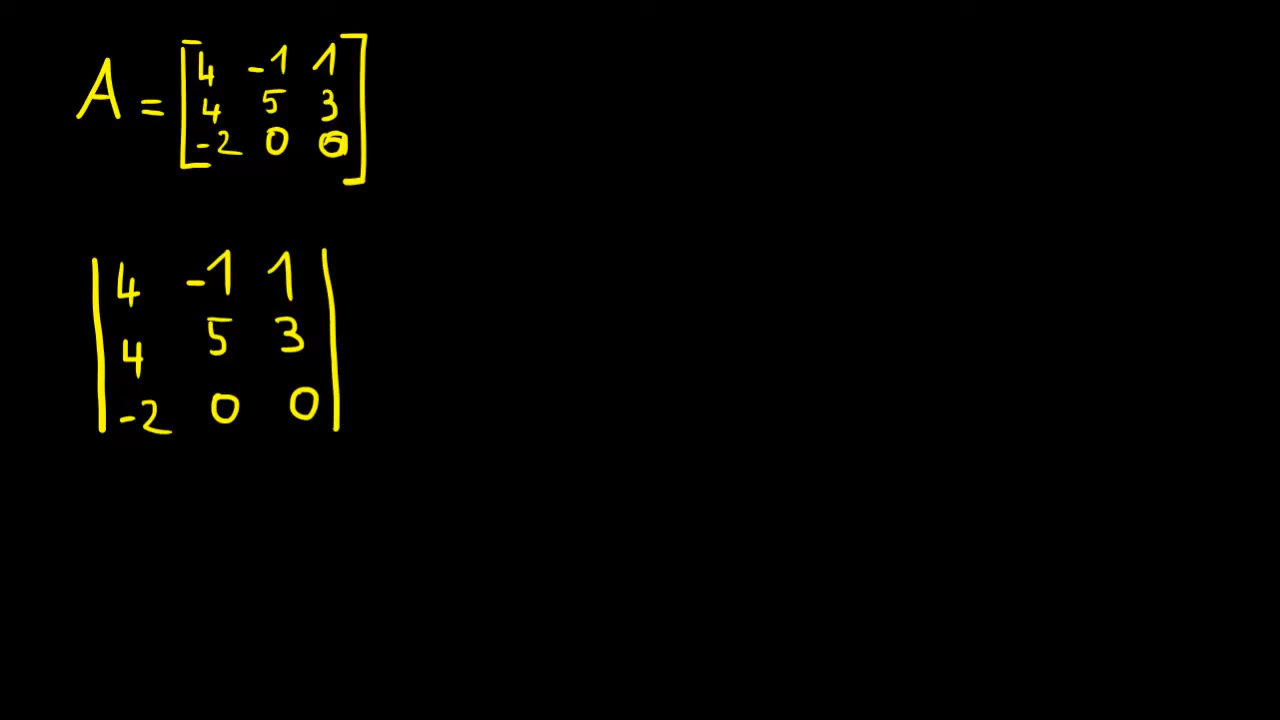 A = [4 -1 1
4 5 3
-2 0 0]
|4 -1 1|
|4 5 3|
|-2 0 0|